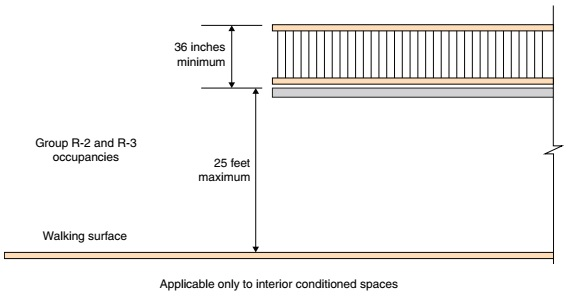 36 inches
minimum
Group R-2 and R-3
occupancies
25 feet
maximum
Walking surface
Applicable only to interior conditioned spaces